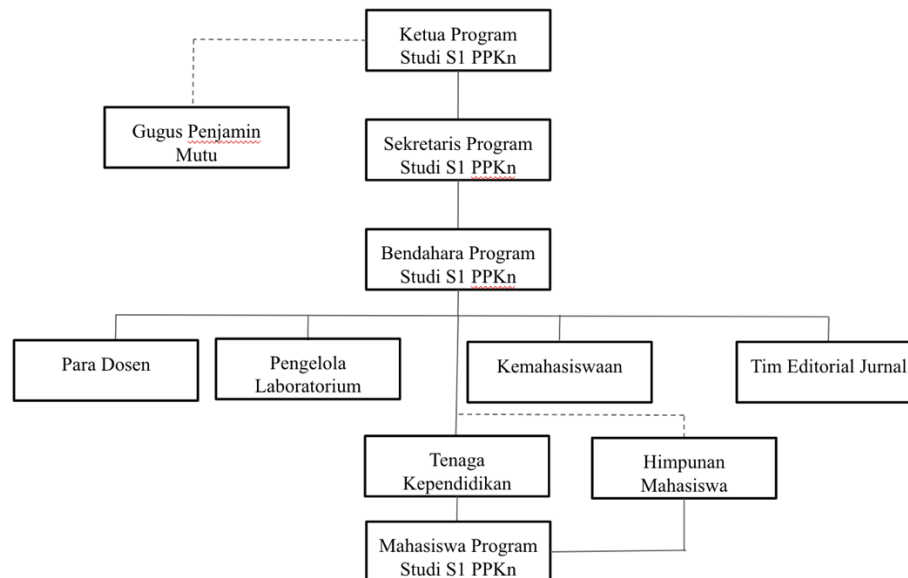 Ketua Program
Studi S1 PPKn
Gugus Penjamin
Mutu
Sekretaris Program
Studi S1 PPKn
Bendahara Program
Studi S1 PPKn
Para Dosen
Pengelola
Laboratorium
Kemahasiswaan
Tim Editorial Jurnal
Tenaga
Kependidikan
Himpunan
Mahasiswa
Mahasiswa Program
Studi S1 PPKn